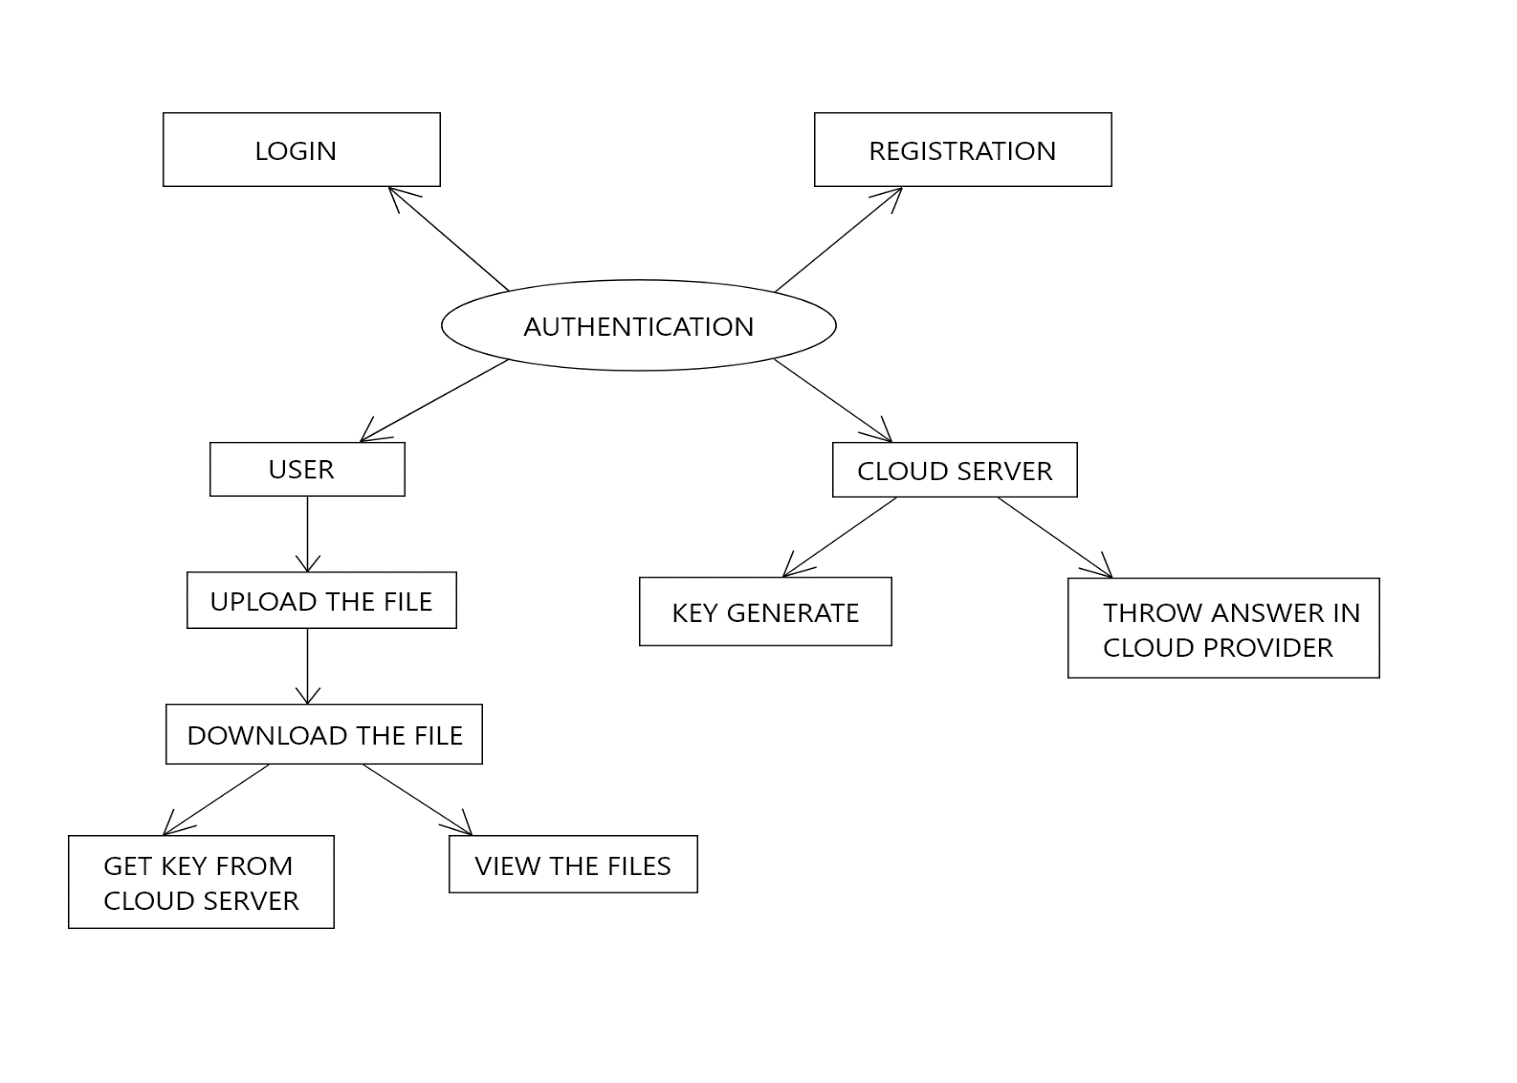 LOGIN
REGISTRATION
AUTHENTICATION
USER
CLOUD SERVER
UPLOAD THE FILE
KEY GENERATE
THROW ANSWER IN
CLOUD PROVIDER
DOWNLOAD THE FILE
GET KEY FROM
CLOUD SERVER
VIEW THE FILES